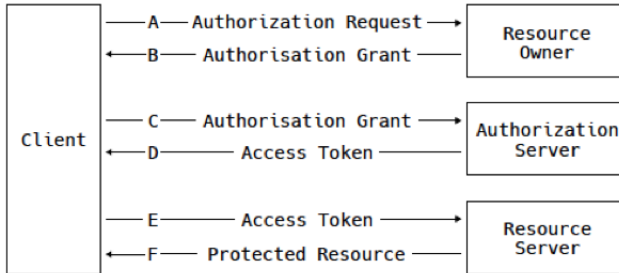 A Authorization Request
Resource
Owner
B Authorisation Grant
Client
C Authorisation Grant
Authorization
Server
D Access Token
E Access Token
Resource
Server
F Protected Resource